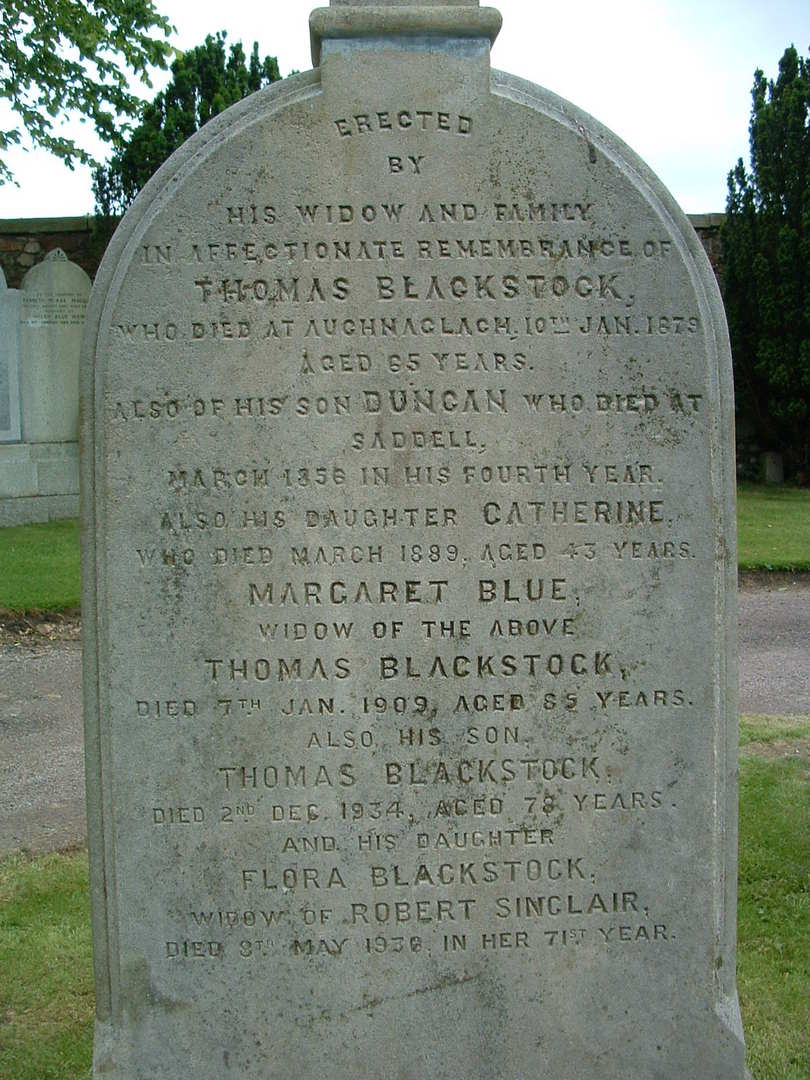 ERECTED
BY
HIS WIDOW AND FAMILY
IN AFFECTIONATE REMEMBRANCE OF
THOMAS BLACKSTOCK,
WHO DIED AT AUCHNAGLACH, 10TH JAN. 1879
AGED 65 YEARS.
ALSO OF HIS SON DUNCAN WHO DIED AT
SADDELL,
MARCH 1856 IN HIS FOURTH YEAR.
ALSO HIS DAUGHTER CATHERINE,
WHO DIED MARCH 1889, AGED 43 YEARS.
MARGARET BLUE,
WIDOW OF THE ABOVE
THOMAS BLACKSTOCK,
DIED 7TH JAN. 1909, AGED 85 YEARS.
ALSO, HIS SON,
THOMAS BLACKSTOCK,
DIED 2ND DEC. 1934, AGED 78 YEARS.
AND HIS DAUGHTER
FLORA BLACKSTOCK,
WIDOW OF ROBERT SINCLAIR,
DIED 8TH MAY 1936, IN HER 71ST YEAR.